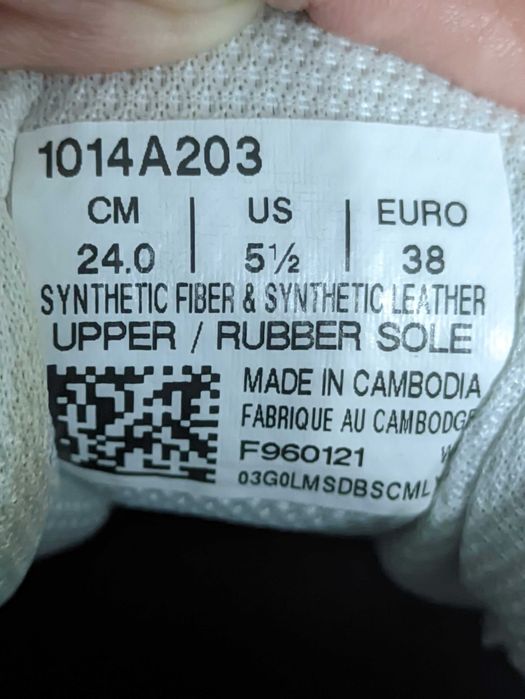 1014A203
CM | US | EURO
24.0 | 5½ | 38
SYNTHETIC FIBER & SYNTHETIC LEATHER
UPPER / RUBBER SOLE
MADE IN CAMBODIA
FABRIQUE AU CAMBODGE
F960121
03G0LMSDBSCML